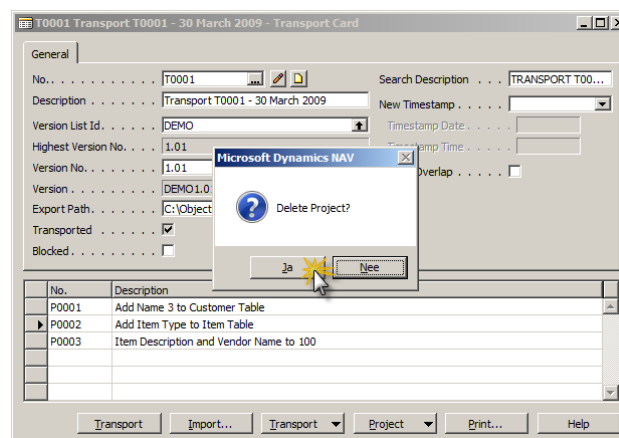 T0001 Transport T0001 - 30 March 2009 - Transport Card
General
No. . . . . . . . . . . . T0001 ... Search Description . . . TRANSPORT T00...
Description . . . . . . . Transport T0001 - 30 March 2009 New Timestamp . . . . .
Version List Id. . . . . . DEMO Timestamp Date . . . . .
Highest Version No. . . . 1.01
Version No. . . . . . . . 1.01 Overlap . . . . .
Version . . . . . . . . . DEMO1.0
Export Path. . . . . . . C:\Object
Transported . . . . . .
Blocked. . . . . . . . . .
Microsoft Dynamics NAV
Delete Project?
Ja Nee
No. Description
P0001 Add Name 3 to Customer Table
P0002 Add Item Type to Item Table
P0003 Item Description and Vendor Name to 100
Transport Import... Transport Project Print... Help